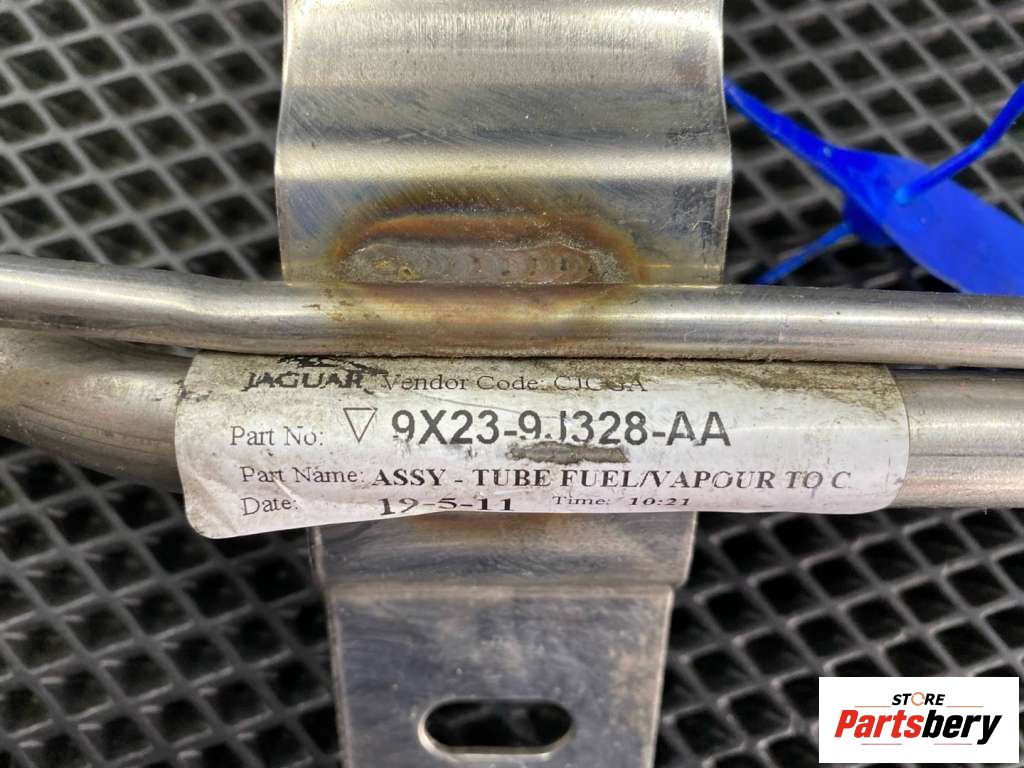 JAGUAR Vendor Code:
Part No: 9X23-9J328-AA
Part Name: ASSY - TUBE FUEL/VAPOUR TO C
Date: 19-5-11 Time: 10:21
STORE
Partsbery